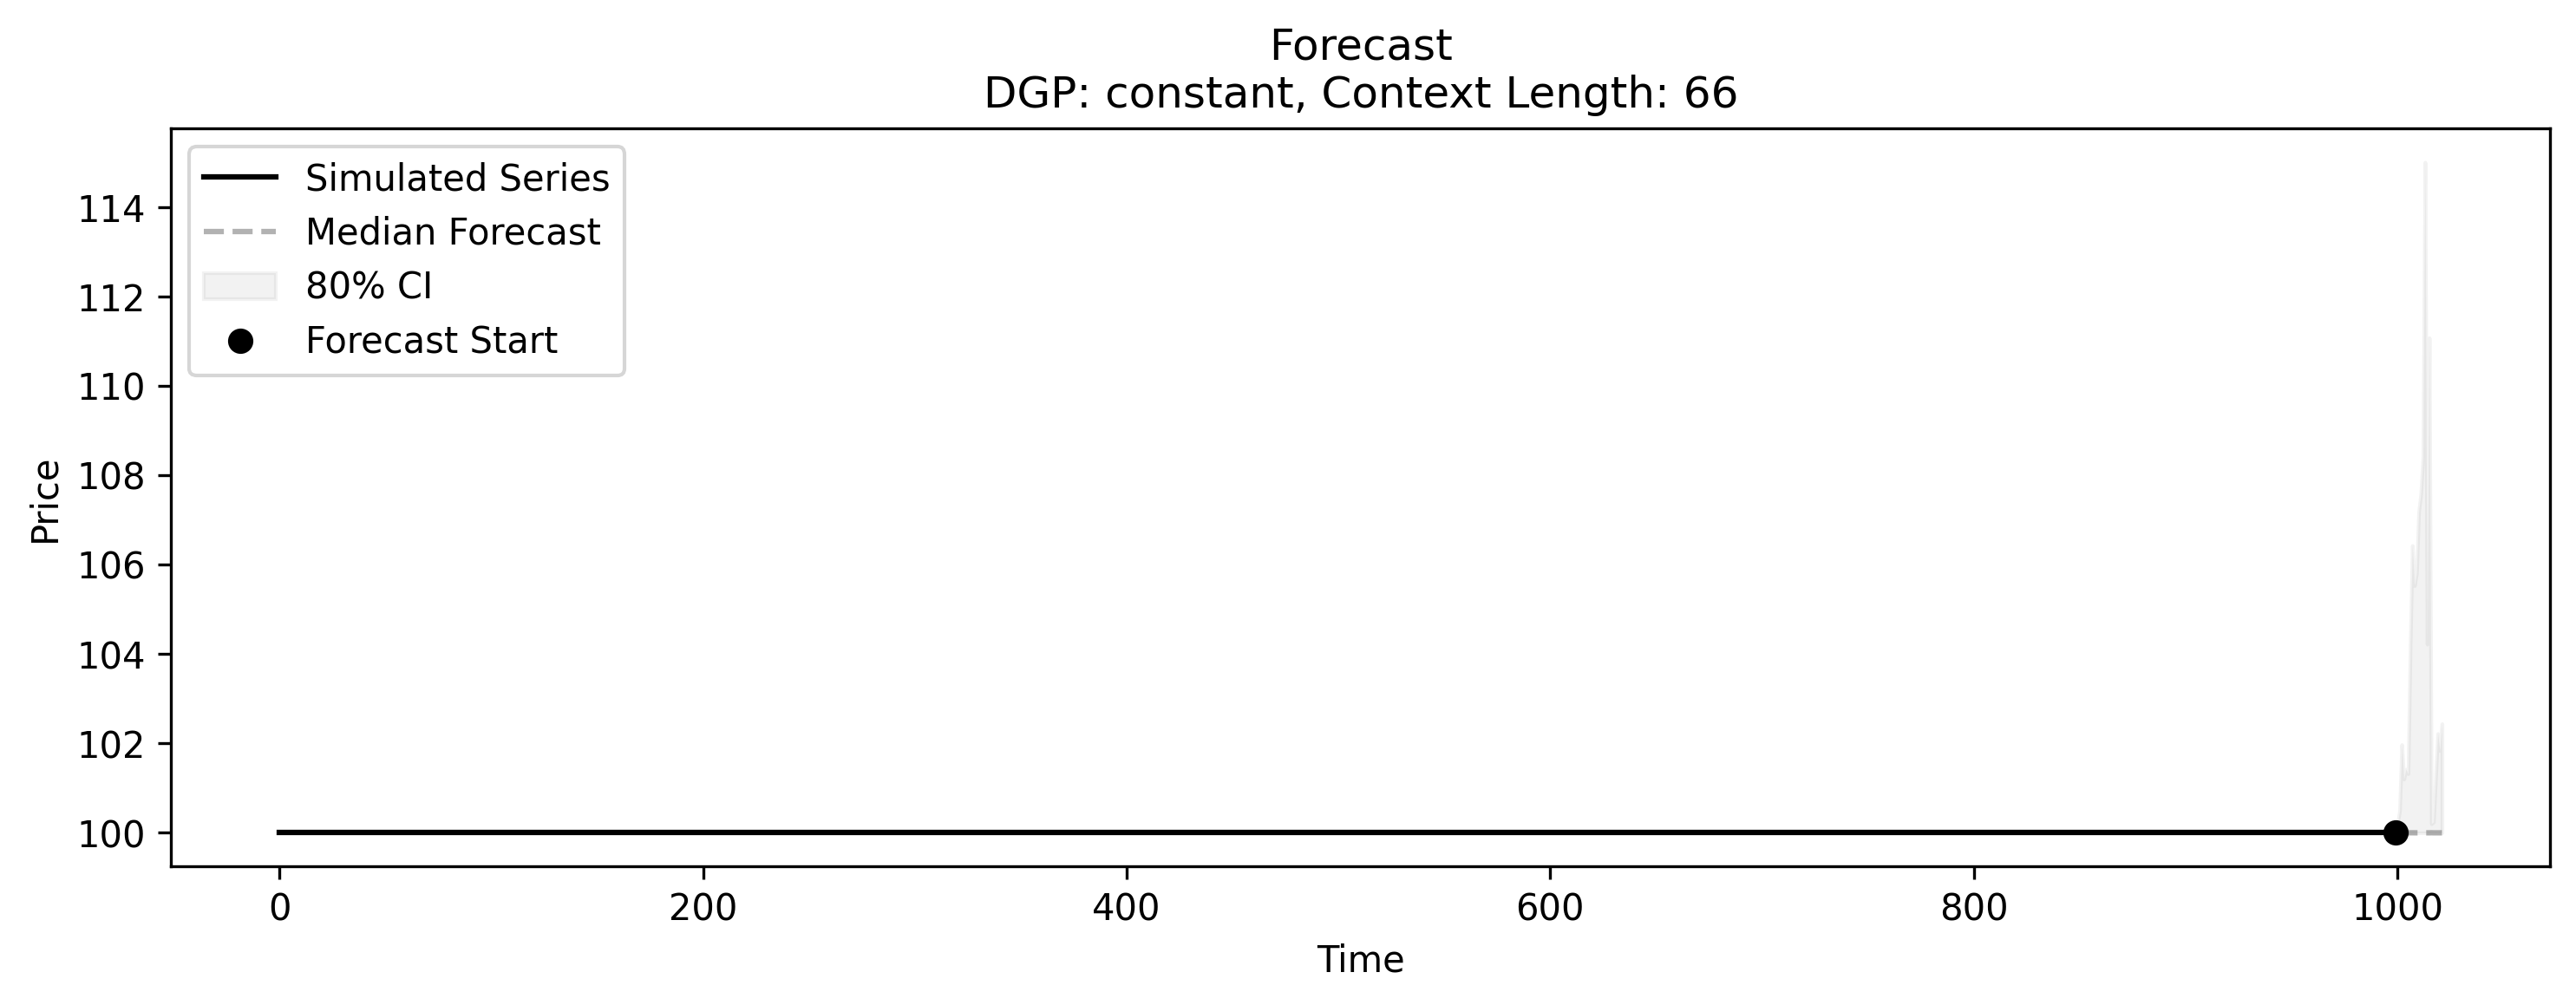 Forecast
DGP: constant, Context Length: 66
Simulated Series
Median Forecast
80% CI
Forecast Start
114
112
110
108
106
104
102
100
Price
0 200 400 600 800 1000
Time